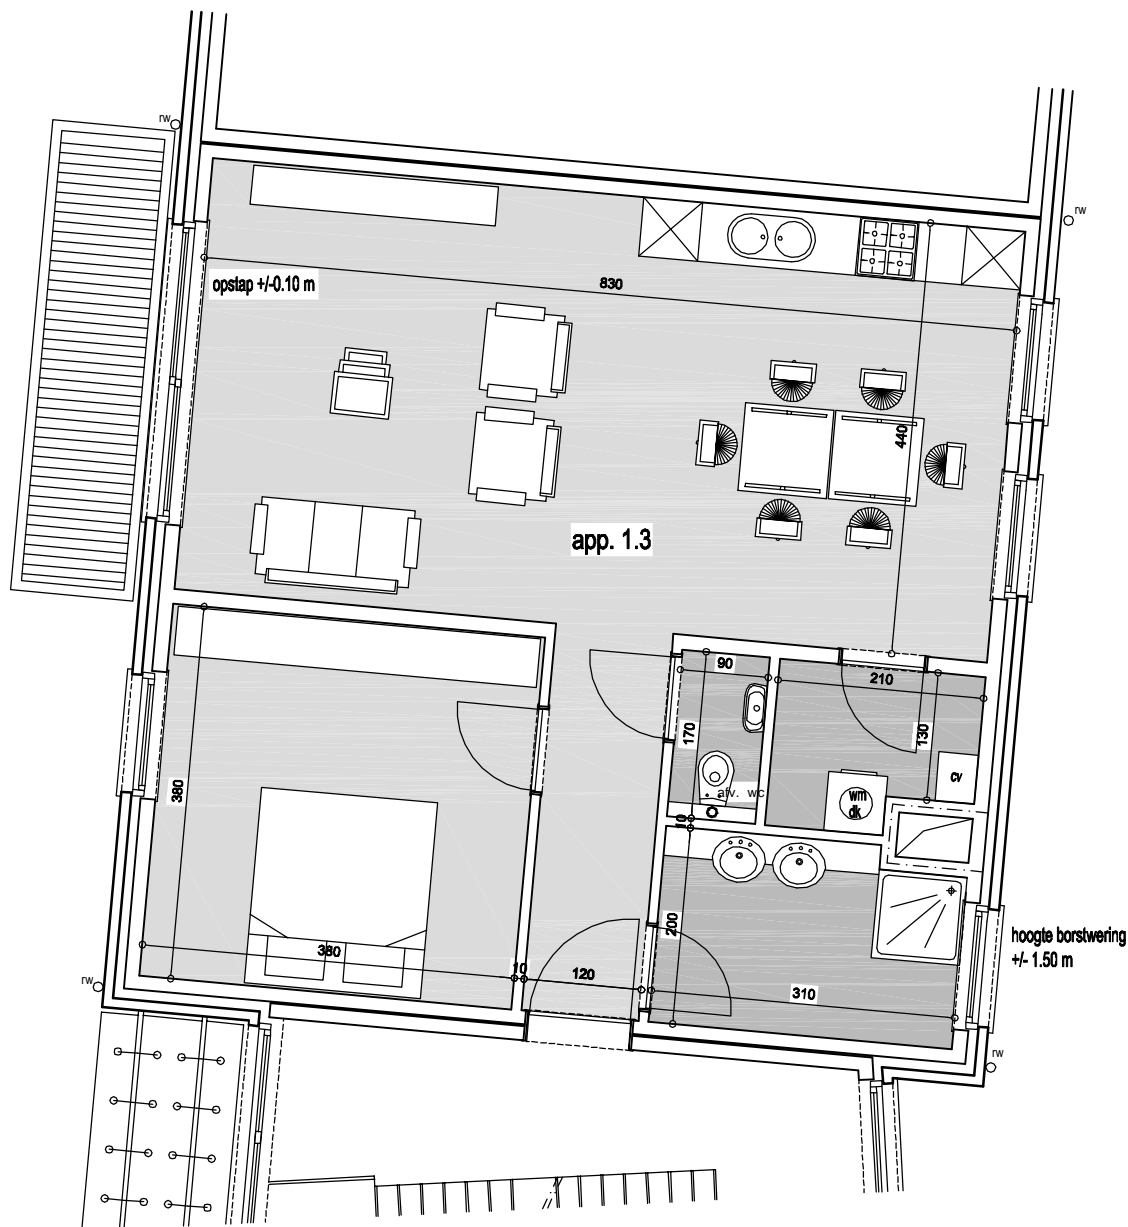 rw
rw
opstap +/-0.10 m
830
440
app. 1.3
90
210
170
130
cv
380
afv. wc
wm
dk
10
200
hoogte borstwering
+/- 1.50 m
380
10
120
310
rw
rw